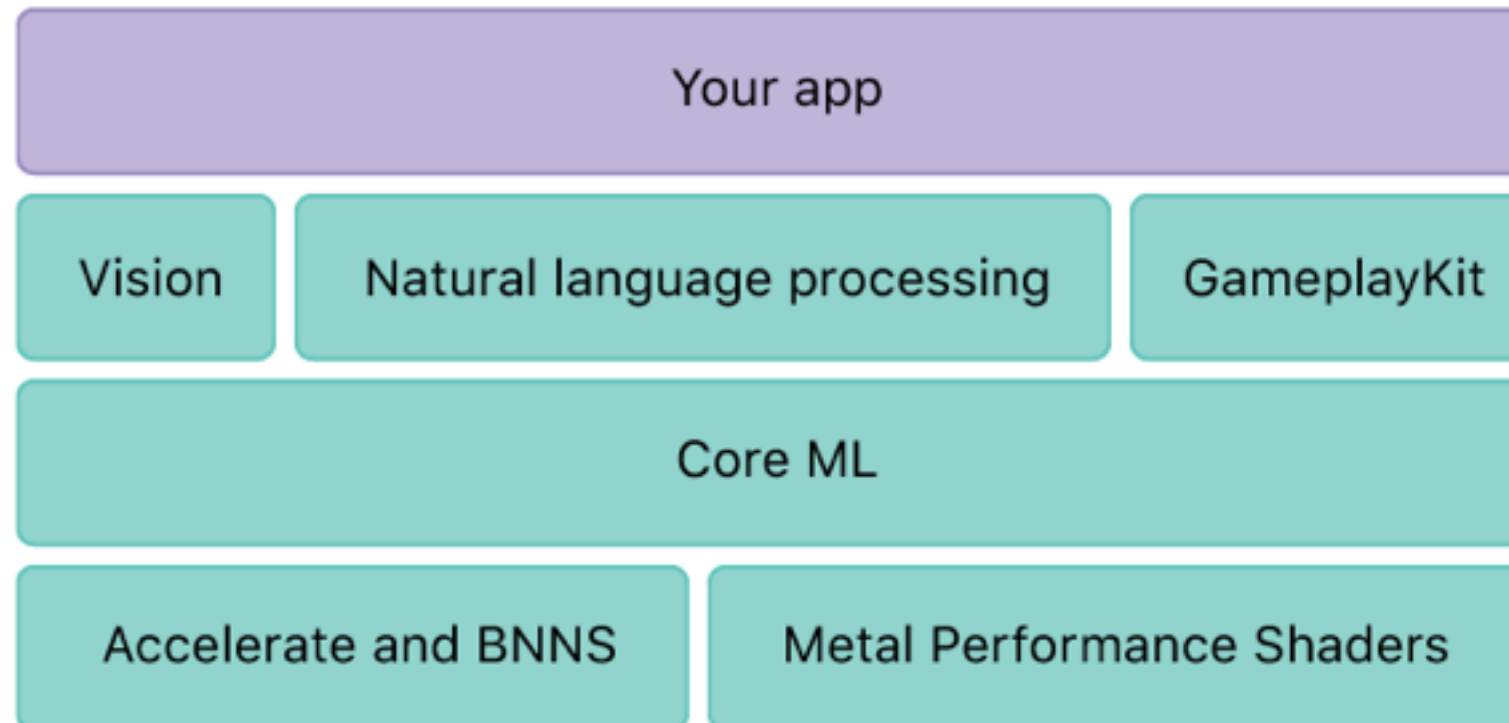 Your app
Vision
Natural language processing
GameplayKit
Core ML
Accelerate and BNNS
Metal Performance Shaders